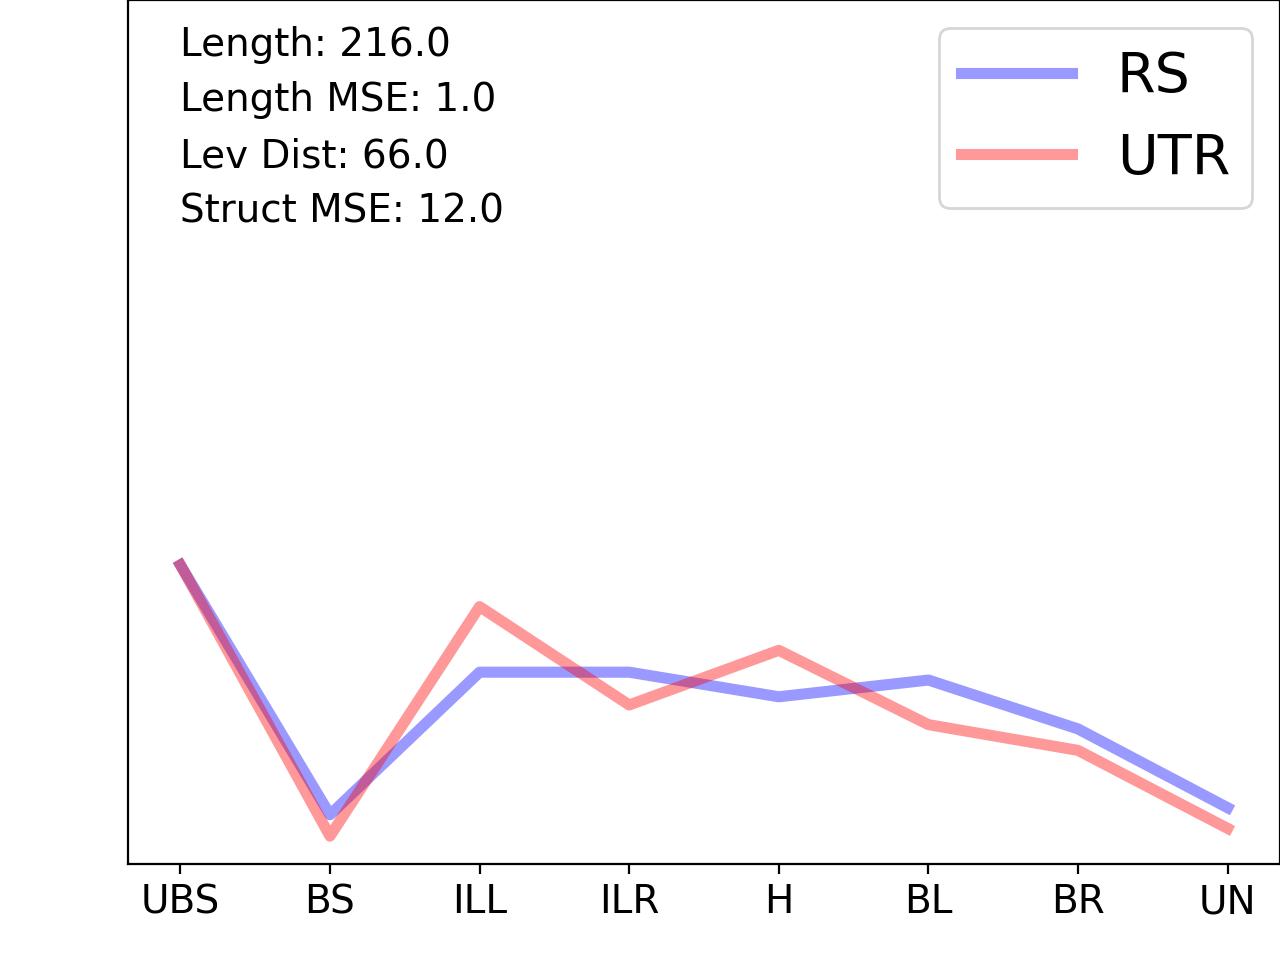 Length: 216.0
Length MSE: 1.0
Lev Dist: 66.0
Struct MSE: 12.0
RS
UTR
UBS BS ILL ILR H BL BR UN